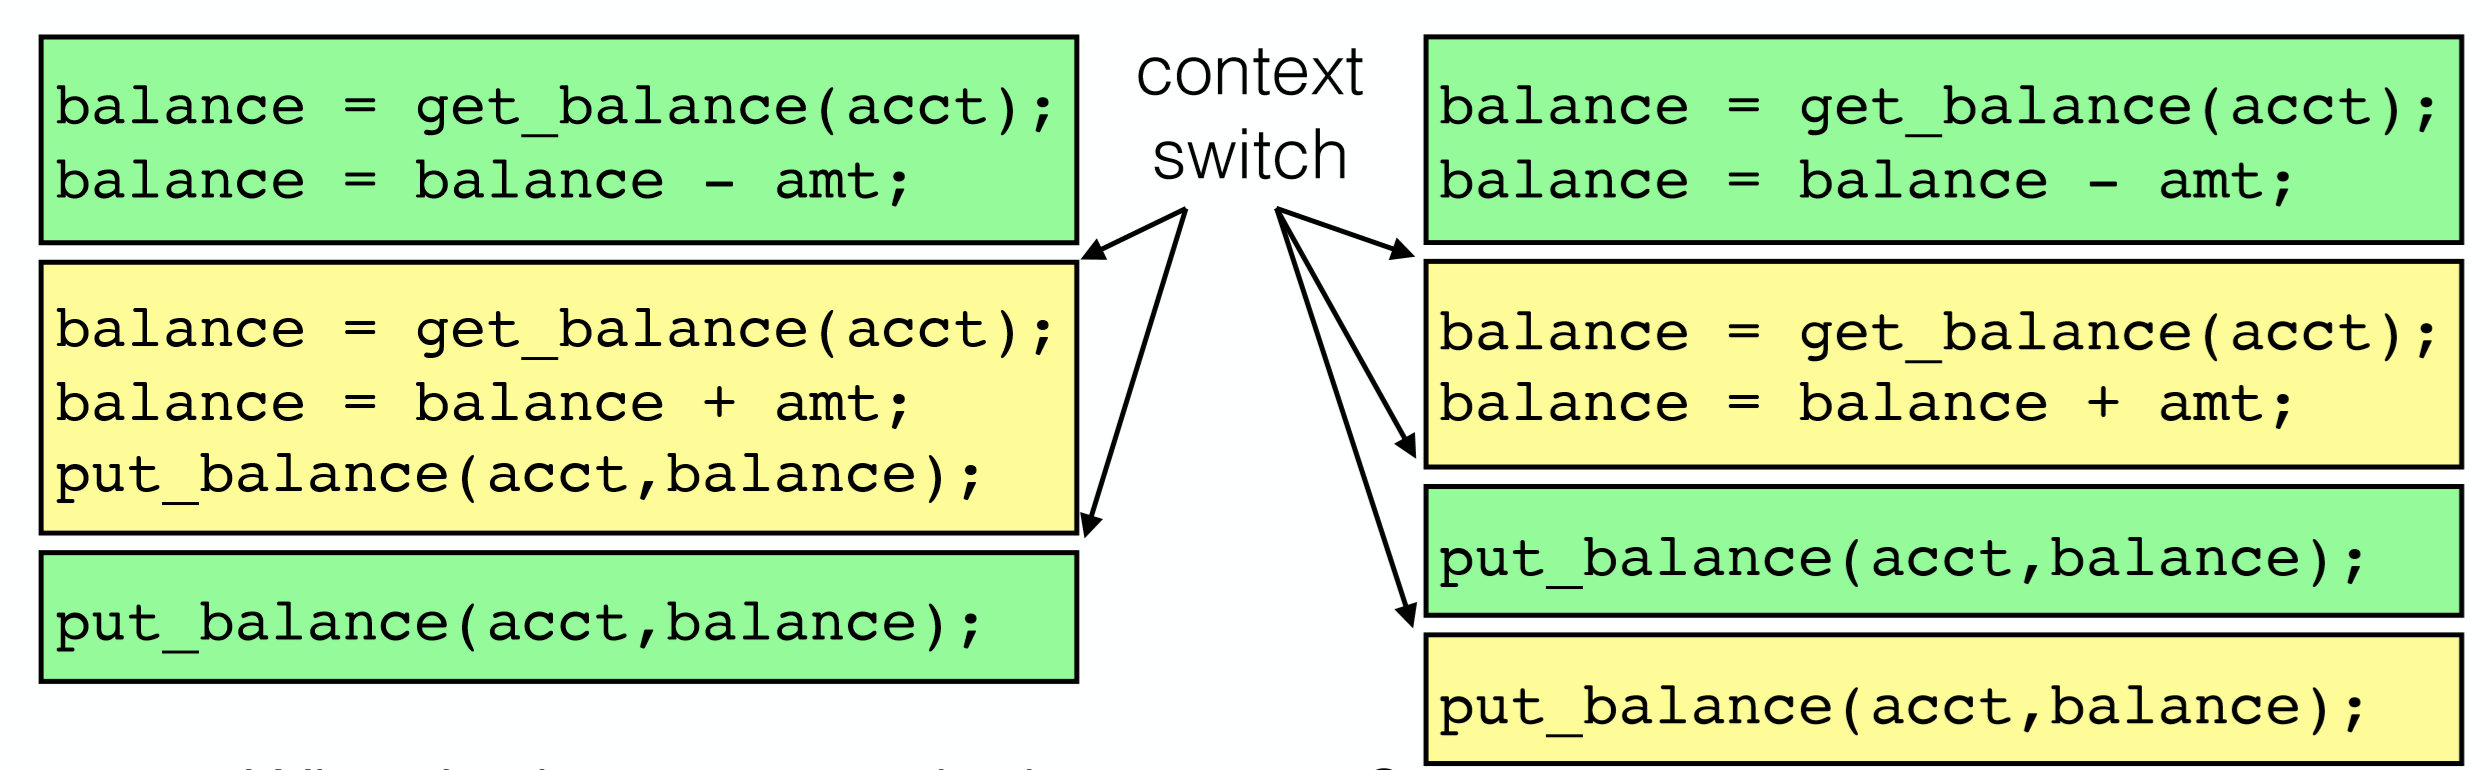 balance = get_balance(acct);
balance = balance - amt;
balance = get_balance(acct);
balance = balance + amt;
put_balance(acct,balance);
put_balance(acct,balance);
context
switch
balance = get_balance(acct);
balance = balance - amt;
balance = get_balance(acct);
balance = balance + amt;
put_balance(acct,balance);
put_balance(acct,balance);